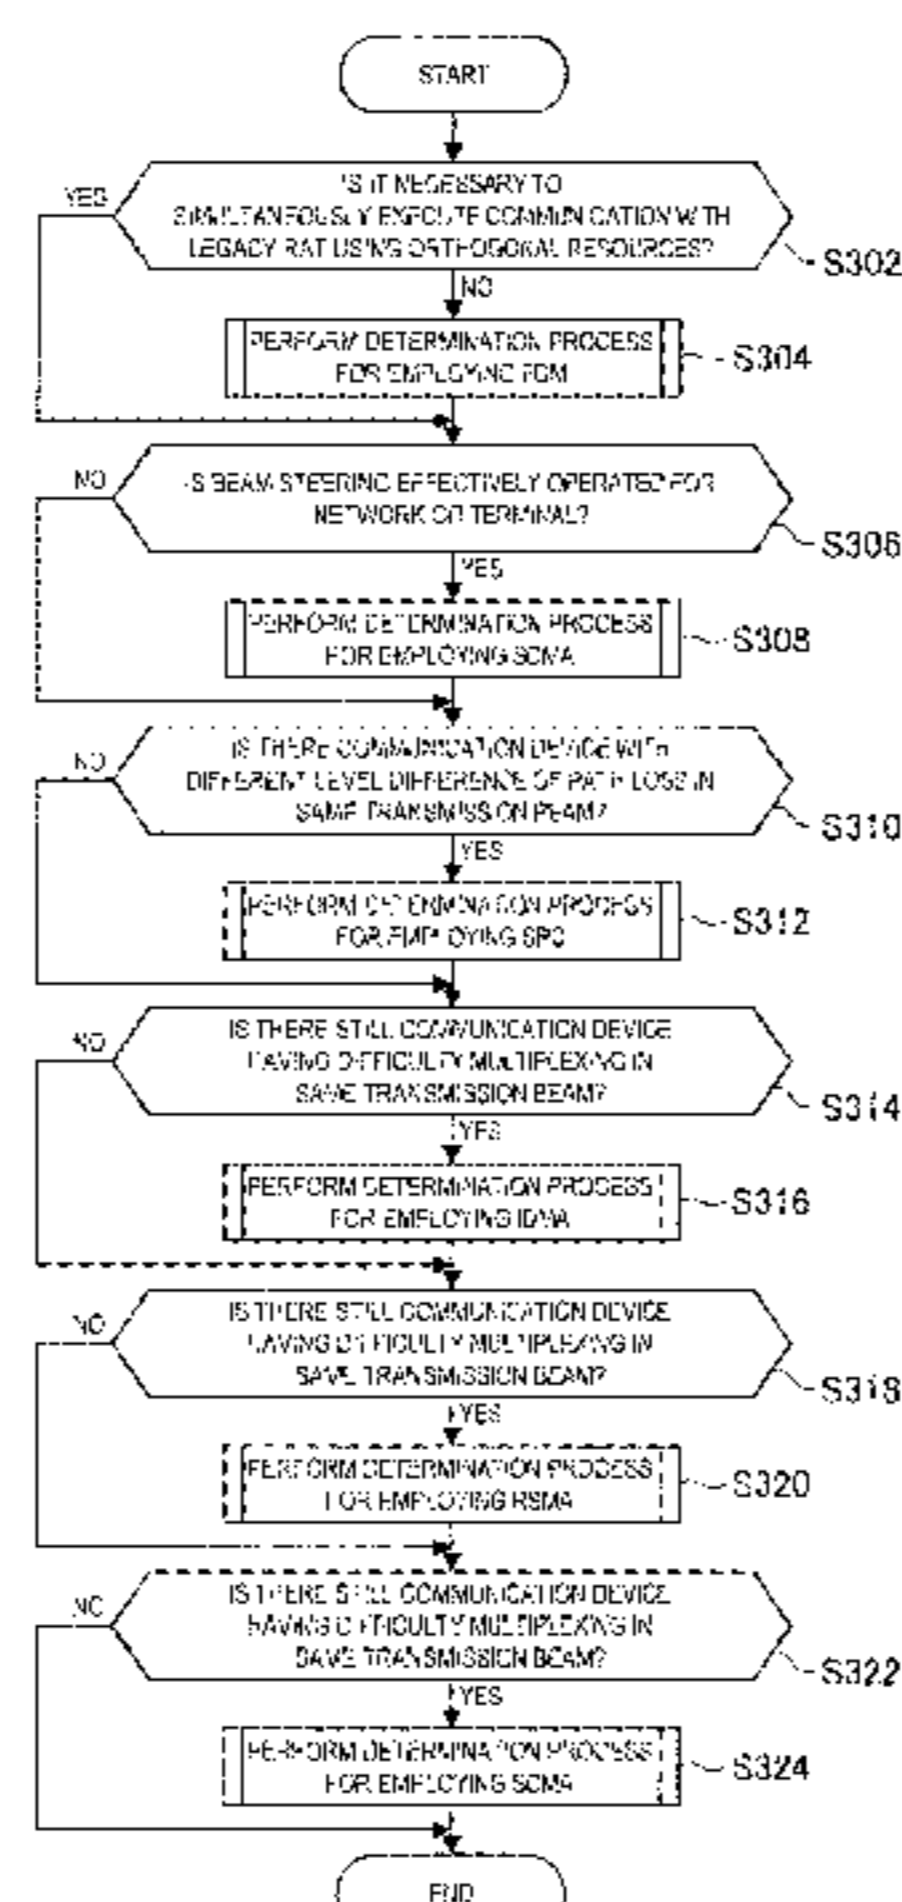 START
IS IT NECESSARY TO
SIMULTANEOUSLY EXECUTE COMMUNICATION WITH
LEGACY RAT USING ORTHOGONAL RESOURCES?
YES
S302
NO
PERFORM DETERMINATION PROCESS
FOR EMPLOYING
S304
NO
IS BEAM STEERING EFFECTIVELY OPERATED FOR
NETWORK OR TERMINAL?
S306
YES
PERFORM DETERMINATION PROCESS
FOR EMPLOYING
S308
NO
IS THERE COMMUNICATION DEVICE WITH
DIFFERENT LEVEL DIFFERENCE OF PATH LOSS IN
SAME TRANSMISSION BEAM?
S310
YES
PERFORM DETERMINATION PROCESS
FOR EMPLOYING SPC
S312
NO
IS THERE STILL COMMUNICATION DEVICE
HAVING DIFFICULTY MULTIPLEXING IN
SAME TRANSMISSION BEAM?
S314
YES
PERFORM DETERMINATION PROCESS
FOR EMPLOYING IDMA
S316
NO
IS THERE STILL COMMUNICATION DEVICE
HAVING DIFFICULTY MULTIPLEXING IN
SAME TRANSMISSION BEAM?
S318
YES
PERFORM DETERMINATION PROCESS
FOR EMPLOYING RSMA
S320
NO
IS THERE STILL COMMUNICATION DEVICE
HAVING DIFFICULTY MULTIPLEXING IN
SAME TRANSMISSION BEAM?
S322
YES
PERFORM DETERMINATION PROCESS
FOR EMPLOYING SCMA
S324
END